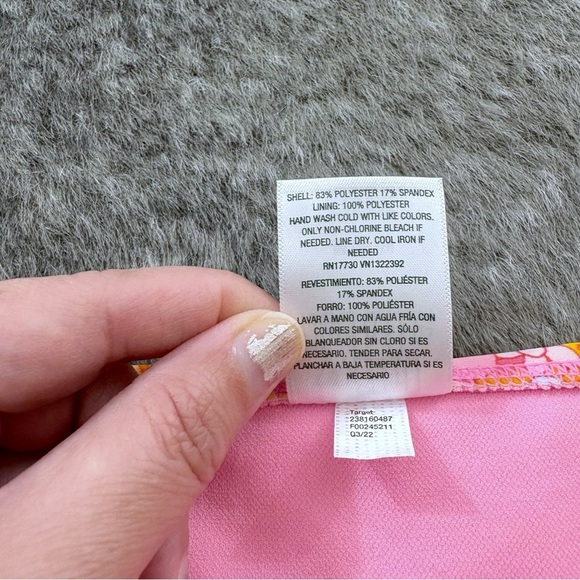 SHELL: 83% POLYESTER 17% SPANDEX
LINING: 100% POLYESTER
HAND WASH COLD WITH LIKE COLORS.
ONLY NON-CHLORINE BLEACH IF
NEEDED. LINE DRY. COOL IRON IF
NEEDED
RN17730 VN1322392
REVESTIMIENTO: 83% POLIÉSTER
17% SPANDEX
FORRO: 100% POLIÉSTER
LAVAR A MANO CON AGUA FRÍA CON
COLORES SIMILARES. SÓLO
BLANQUEADOR SIN CLORO SI ES
NECESARIO. TENDER PARA SECAR.
PLANCHAR A BAJA TEMPERATURA SI ES
NECESARIO
Target:
238160487
F00245211
Q3/22